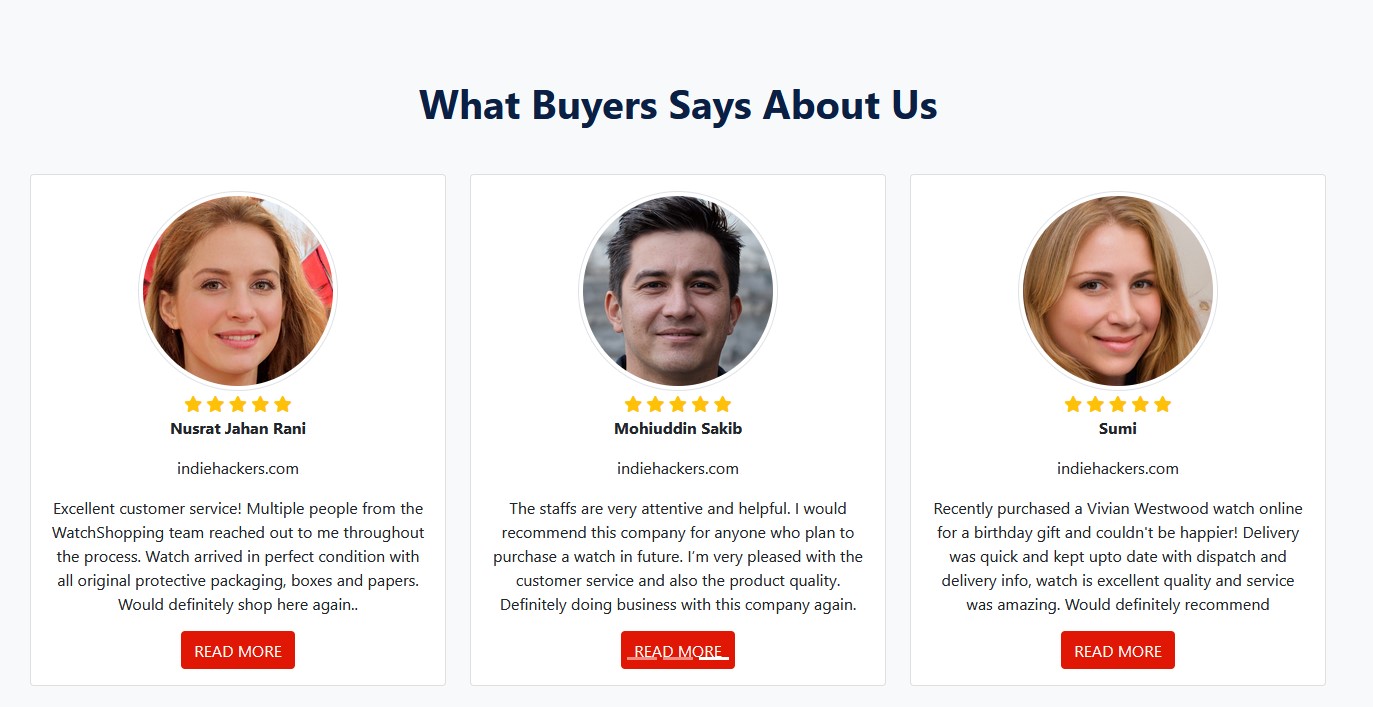 What Buyers Says About Us
Nusrat Jahan Rani
indiehackers.com
Excellent customer service! Multiple people from the
WatchShopping team reached out to me throughout
the process. Watch arrived in perfect condition with
all original protective packaging, boxes and papers.
Would definitely shop here again..
READ MORE
Mohiuddin Sakib
indiehackers.com
The staffs are very attentive and helpful. I would
recommend this company for anyone who plan to
purchase a watch in future. I’m very pleased with the
customer service and also the product quality.
Definitely doing business with this company again.
READ MORE
Sumi
indiehackers.com
Recently purchased a Vivian Westwood watch online
for a birthday gift and couldn't be happier! Delivery
was quick and kept upto date with dispatch and
delivery info, watch is excellent quality and service
was amazing. Would definitely recommend
READ MORE